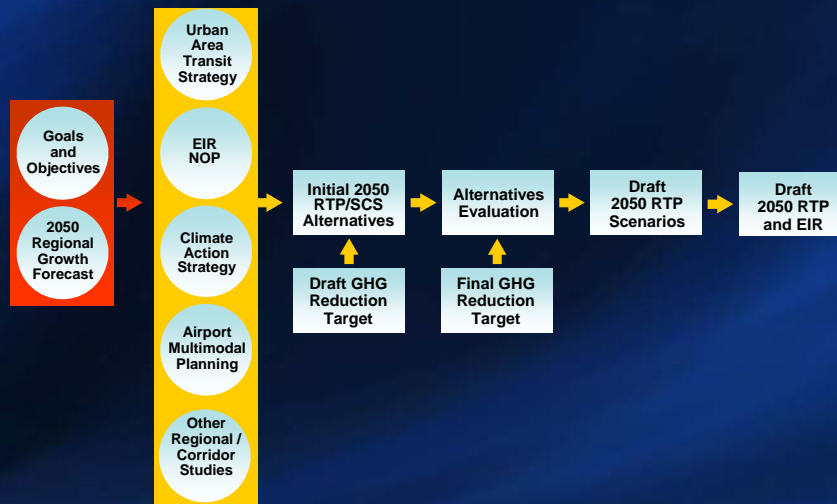 Goals
and
Objectives
2050
Regional
Growth
Forecast
Urban
Area
Transit
Strategy
EIR
NOP
Climate
Action
Strategy
Airport
Multimodal
Planning
Other
Regional /
Corridor
Studies
Initial 2050
RTP/SCS
Alternatives
Draft GHG
Reduction
Target
Alternatives
Evaluation
Final GHG
Reduction
Target
Draft
2050 RTP
Scenarios
Draft
2050 RTP
and EIR